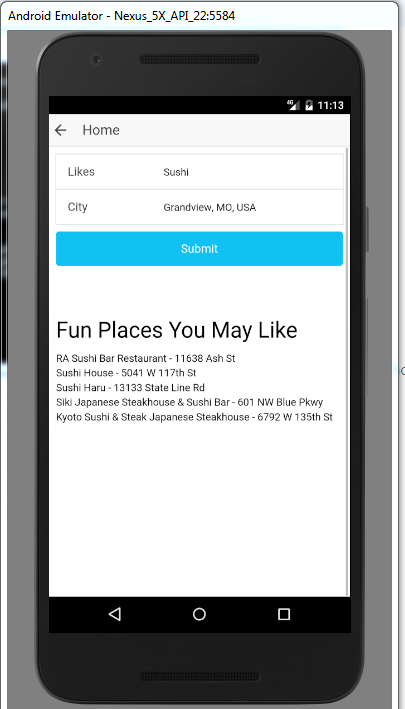 Android Emulator - Nexus_5X_API_22:5584
4G 11:13
Home
Likes Sushi
City Grandview, MO, USA
Submit
Fun Places You May Like
RA Sushi Bar Restaurant - 11638 Ash St
Sushi House - 5041 W 117th St
Sushi Haru - 13133 State Line Rd
Siki Japanese Steakhouse & Sushi Bar - 601 NW Blue Pkwy
Kyoto Sushi & Steak Japanese Steakhouse - 6792 W 135th St